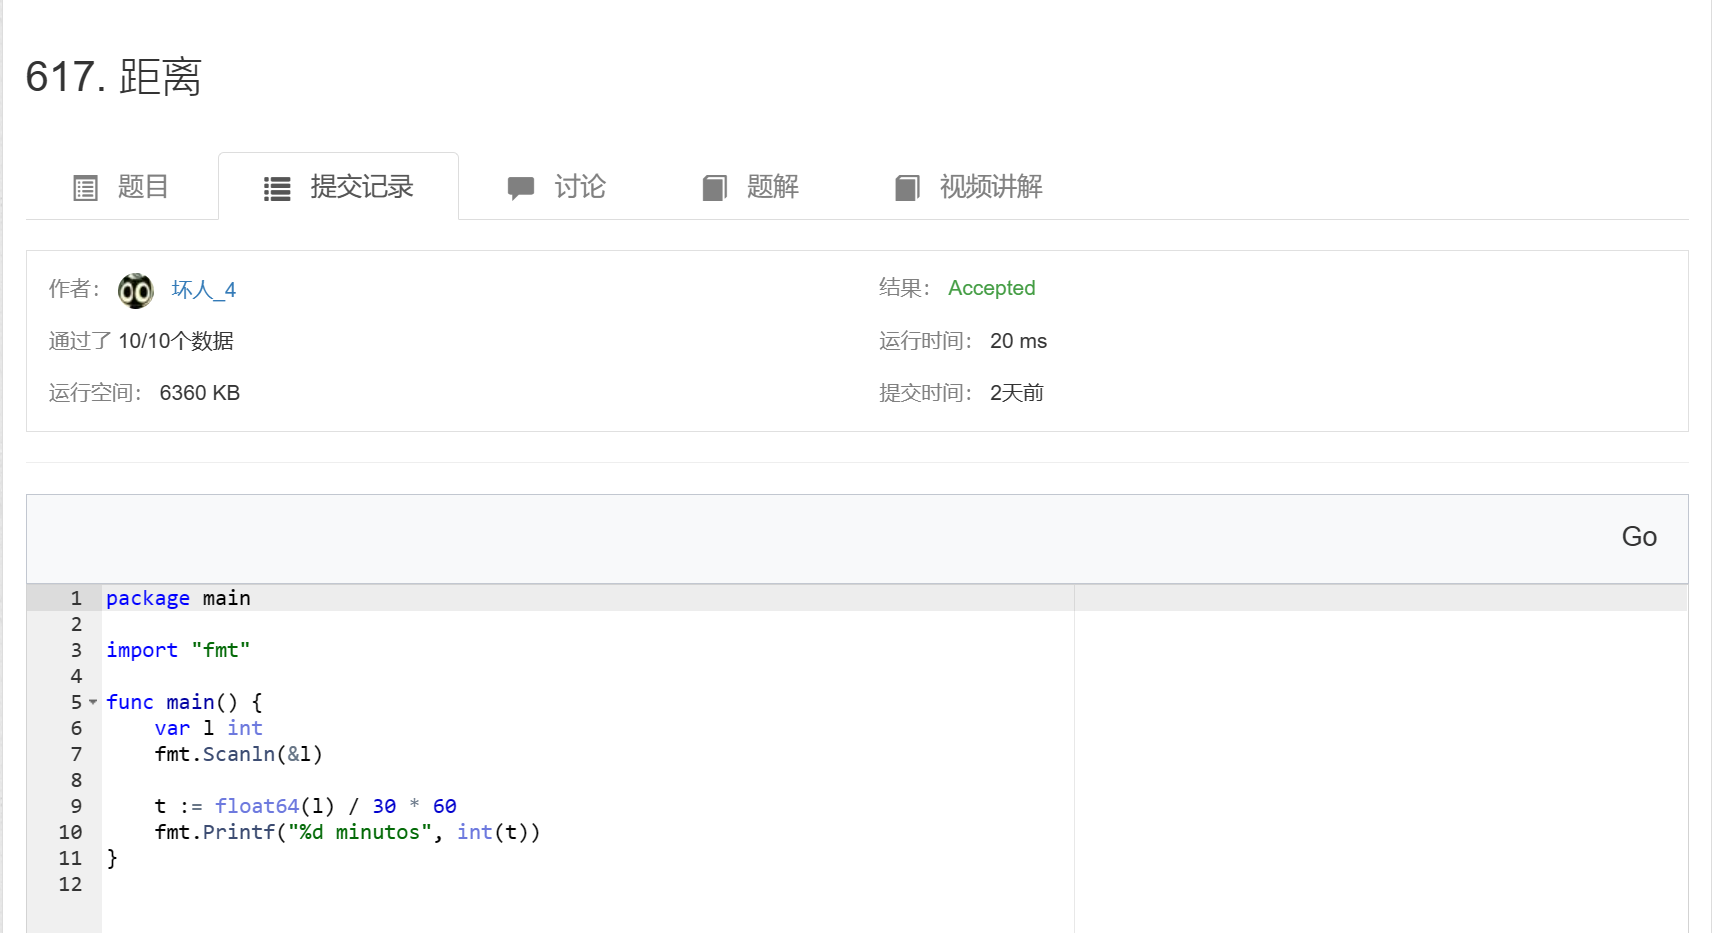 617. 距离
题目 提交记录 讨论 题解 视频讲解
作者： 坏人_4 结果： Accepted
通过了 10/10个数据 运行时间： 20 ms
运行空间： 6360 KB 提交时间： 2天前
Go
1 package main
2
3 import "fmt"
4
5 func main() {
6     var l int
7     fmt.Scanln(&l)
8
9     t := float64(l) / 30 * 60
10     fmt.Printf("%d minutos", int(t))
11 }
12